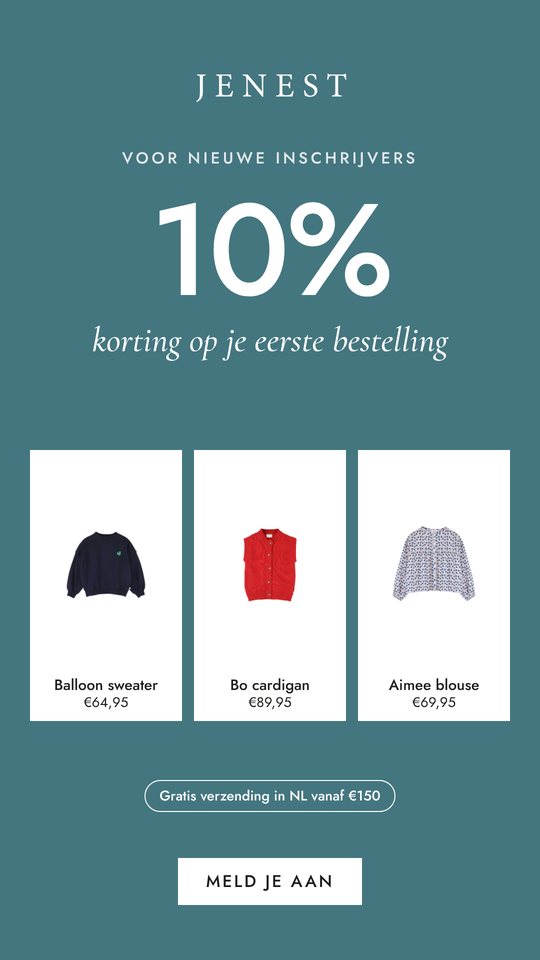 JENEST
VOOR NIEUWE INSCHRIJVERS
10%
korting op je eerste bestelling
Balloon sweater
€64,95
Bo cardigan
€89,95
Aimee blouse
€69,95
Gratis verzending in NL vanaf €150
MELD JE AAN